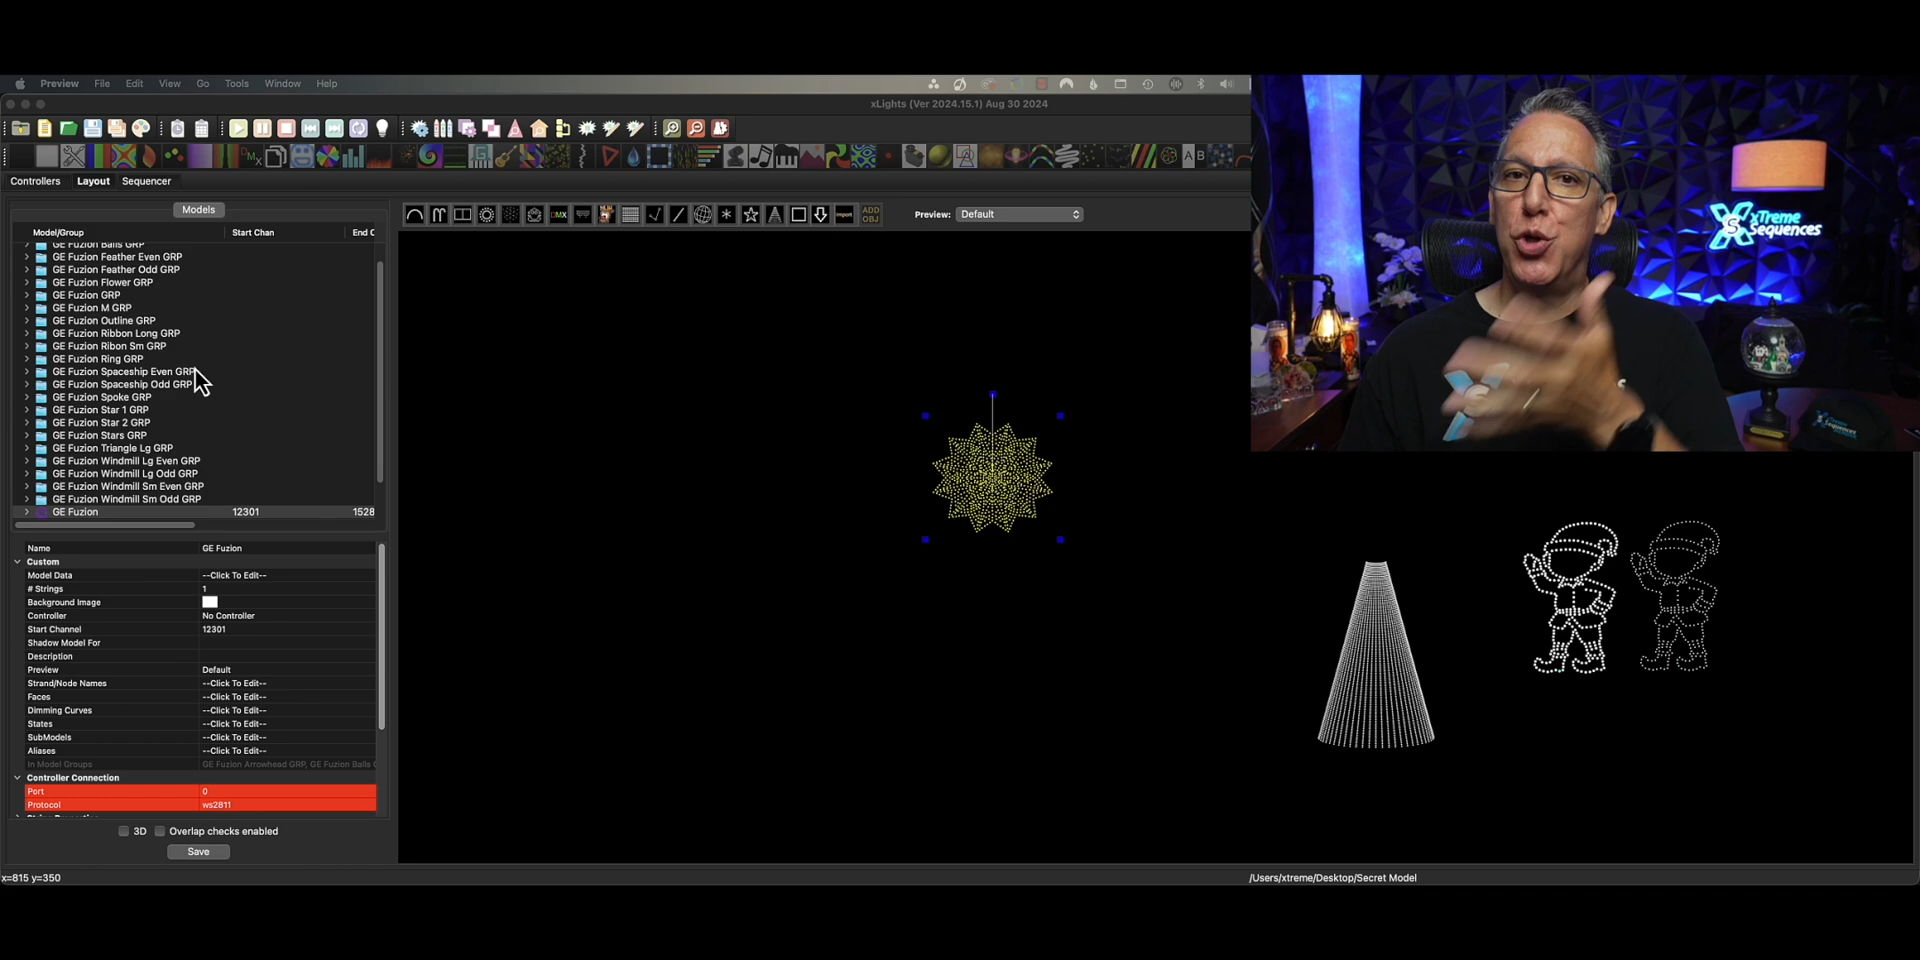 Preview File Edit View Go Tools Window Help
xLights (Ver 2024.15.1) Aug 30 2024
Controllers Layout Sequencer
Models
Preview: Default
Model/Group Start Chan End C
GE Fuzion Balls GRP
GE Fuzion Feather Even GRP
GE Fuzion Feather Odd GRP
GE Fuzion Flower GRP
GE Fuzion GRP
GE Fuzion M GRP
GE Fuzion Outline GRP
GE Fuzion Ribbon Long GRP
GE Fuzion Ribon Sm GRP
GE Fuzion Ring GRP
GE Fuzion Spaceship Even GRP
GE Fuzion Spaceship Odd GRP
GE Fuzion Spoke GRP
GE Fuzion Star 1 GRP
GE Fuzion Star 2 GRP
GE Fuzion Stars GRP
GE Fuzion Triangle Lg GRP
GE Fuzion Windmill Lg Even GRP
GE Fuzion Windmill Lg Odd GRP
GE Fuzion Windmill Sm Even GRP
GE Fuzion Windmill Sm Odd GRP
GE Fuzion 12301 1528
Name GE Fuzion
Custom
Model Data --Click To Edit--
# Strings 1
Background Image
Controller No Controller
Start Channel 12301
Shadow Model For
Description
Preview Default
Strand/Node Names --Click To Edit--
Faces --Click To Edit--
Dimming Curves --Click To Edit--
States --Click To Edit--
SubModels --Click To Edit--
Aliases --Click To Edit--
In Model Groups GE Fuzion Arrowhead GRP, GE Fuzion Balls G
Controller Connection
Port 0
Protocol ws2811
3D Overlap checks enabled
Save
x=815 y=350
/Users/xtreme/Desktop/Secret Model
DMX
Import
ADD
OBJ
xTreme
Sequences
S